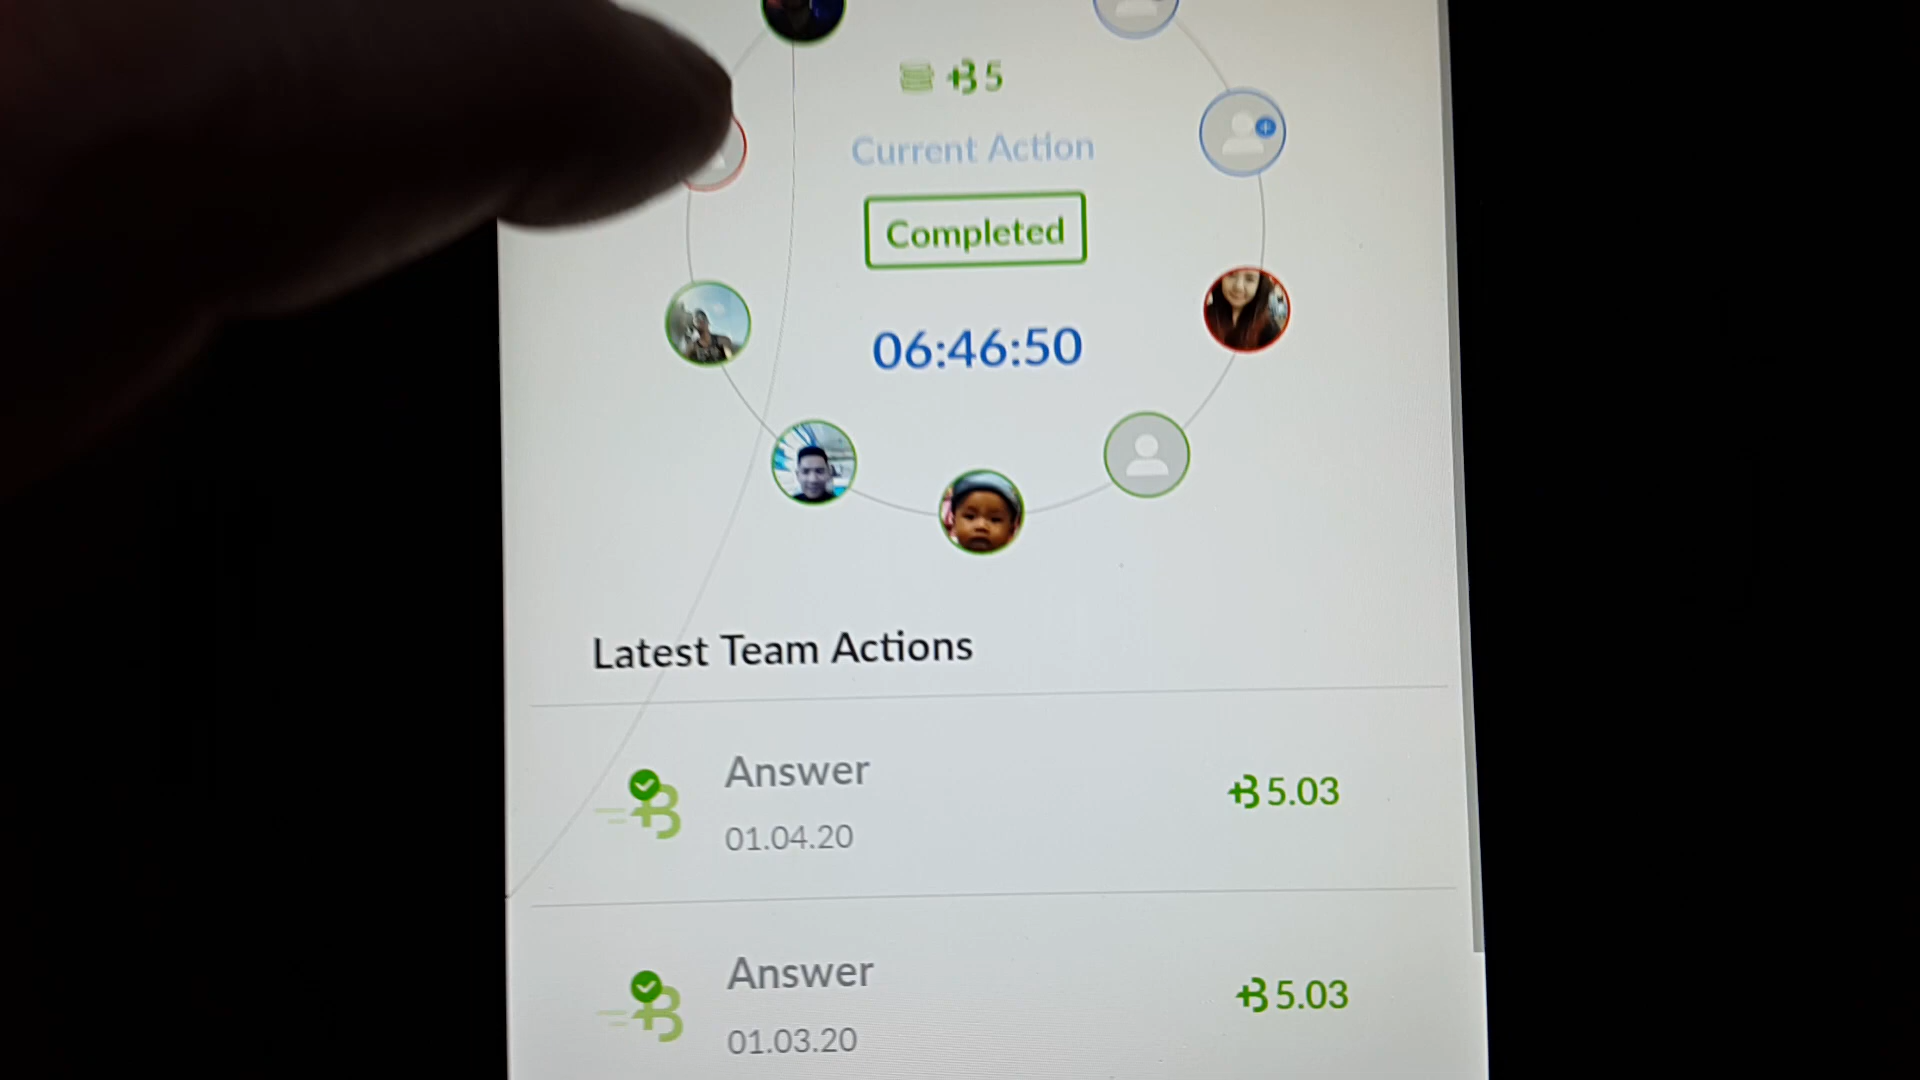 5
Current Action
Completed
06:46:50
Latest Team Actions
Answer
5.03
01.04.20
Answer
5.03
01.03.20